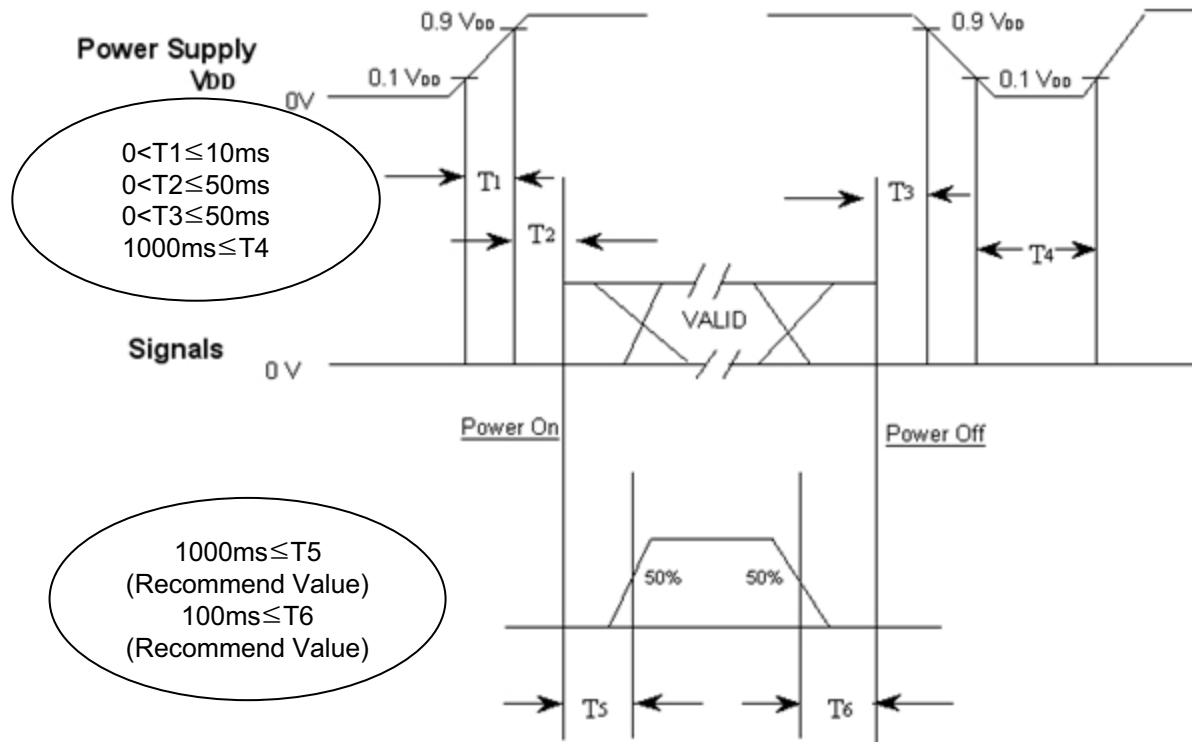 0.9 VDD
0.9 VDD
Power Supply
VDD
0.1 VDD
0.1 VDD
0V
0<T1≦10ms
0<T2≦50ms
0<T3≦50ms
1000ms≦T4
T1
T3
T2
T4
VALID
Signals
0 V
Power On
Power Off
1000ms≦T5
(Recommend Value)
100ms≦T6
(Recommend Value)
50%
50%
T5
T6